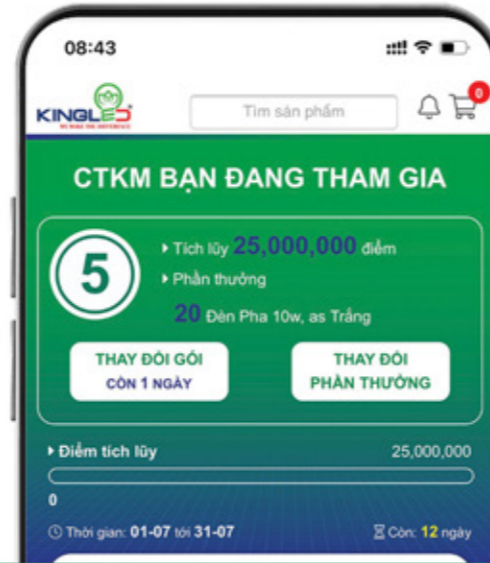 08:43
KINGLED
Tìm sản phẩm
0
CTKM BẠN ĐANG THAM GIA
5
Tích lũy 25,000,000 điểm
Phần thưởng
20 Đèn Pha 10w, as Trắng
THAY ĐỔI GÓI
CÒN 1 NGÀY
THAY ĐỔI
PHẦN THƯỞNG
Điểm tích lũy
25,000,000
0
Thời gian: 01-07 tới 31-07
Còn: 12 ngày